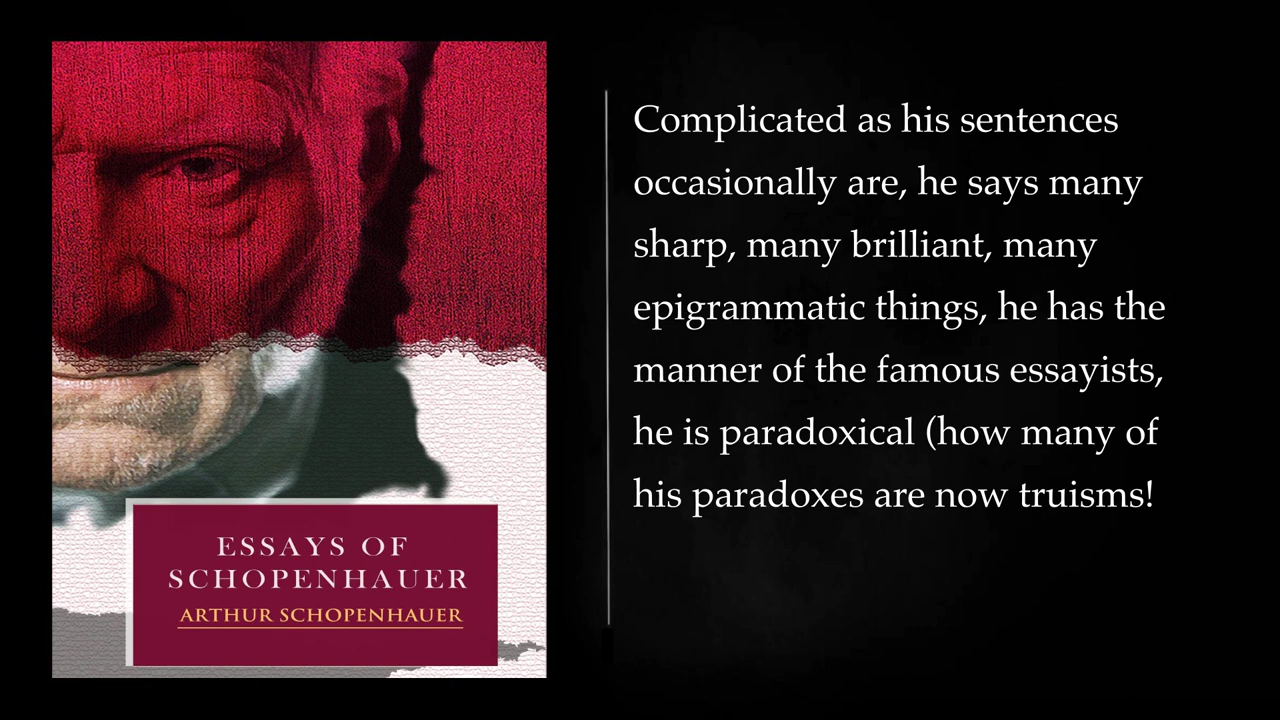 ESSAYS OF
SCHOPENHAUER
ARTHUR SCHOPENHAUER
Complicated as his sentences
occasionally are, he says many
sharp, many brilliant, many
epigrammatic things, he has the
manner of the famous essayists,
he is paradoxical (how many of
his paradoxes are now truisms!